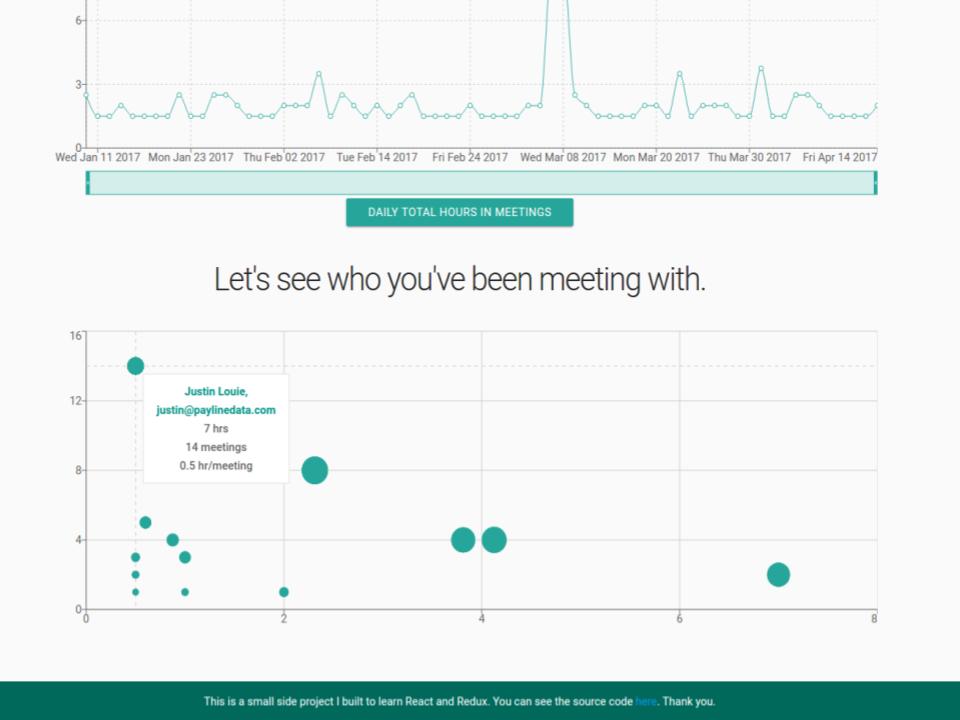 6
3
0
Wed Jan 11 2017 Mon Jan 23 2017 Thu Feb 02 2017 Tue Feb 14 2017 Fri Feb 24 2017 Wed Mar 08 2017 Mon Mar 20 2017 Thu Mar 30 2017 Fri Apr 14 2017
DAILY TOTAL HOURS IN MEETINGS
Let's see who you've been meeting with.
16
Justin Louie,
12
justin@paylinedata.com
7 hrs
14 meetings
0.5 hr/meeting
8
4
0
0 2 4 6 8
This is a small side project I built to learn React and Redux. You can see the source code here. Thank you.